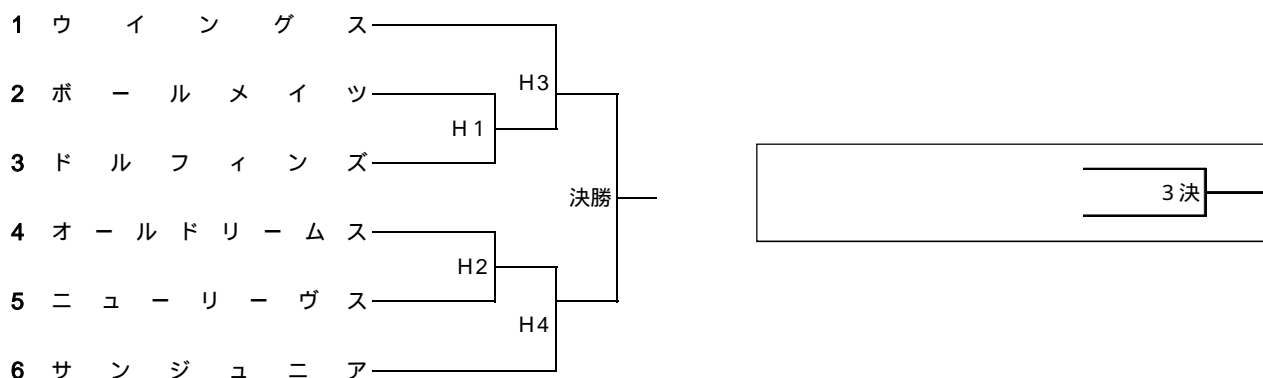 1 ウイングス
H3
2 ボールメイツ
H1
3 ドルフィンズ
3決
決勝
4 オールドリームス
H2
5 ニューリーヴス
H4
6 サンジュニア